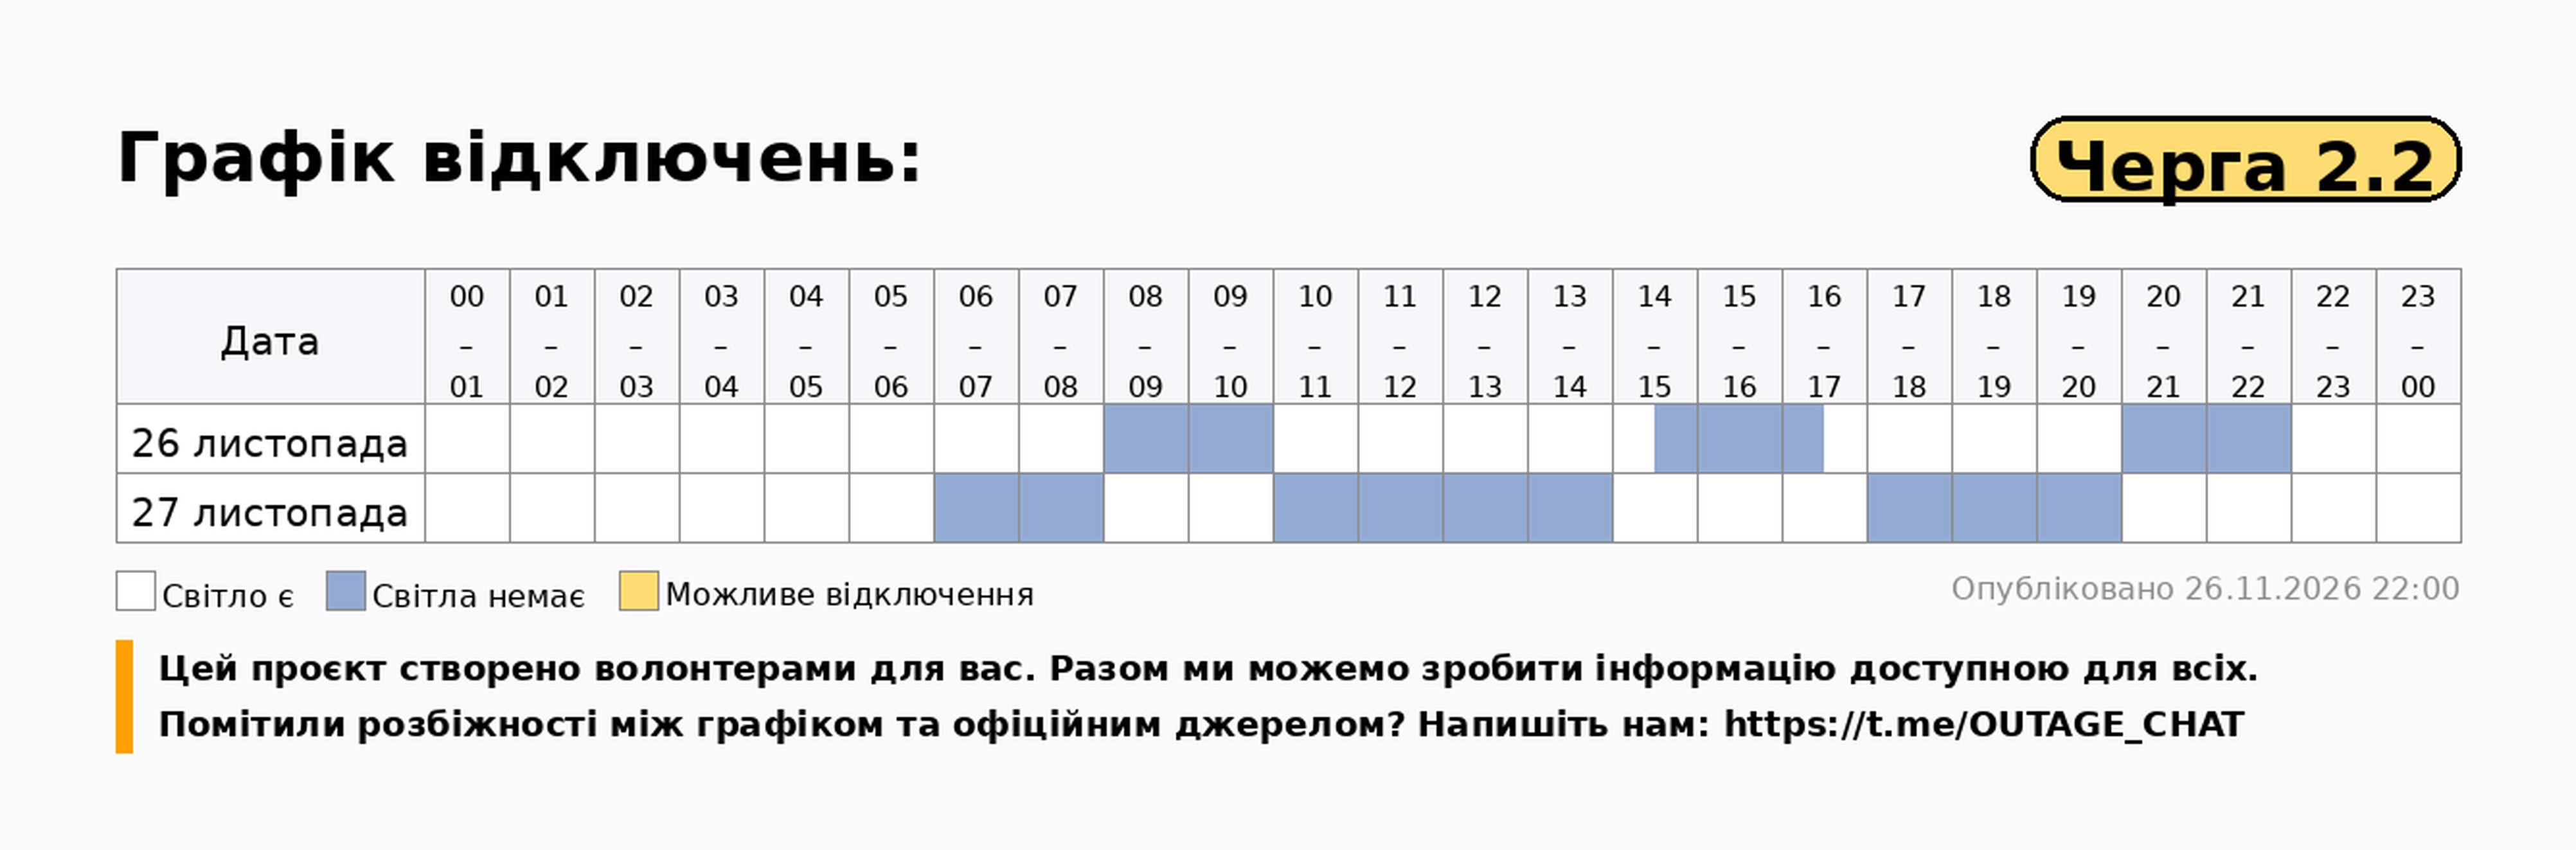 Графік відключень:
Черга 2.2
Дата 00 – 01 01 – 02 02 – 03 03 – 04 04 – 05 05 – 06 06 – 07 07 – 08 08 – 09 09 – 10 10 – 11 11 – 12 12 – 13 13 – 14 14 – 15 15 – 16 16 – 17 17 – 18 18 – 19 19 – 20 20 – 21 21 – 22 22 – 23 23 – 00
26 листопада
27 листопада
Світло є Світла немає Можливе відключення
Опубліковано 26.11.2026 22:00
Цей проєкт створено волонтерами для вас. Разом ми можемо зробити інформацію доступною для всіх.
Помітили розбіжності між графіком та офіційним джерелом? Напишіть нам: https://t.me/OUTAGE_CHAT